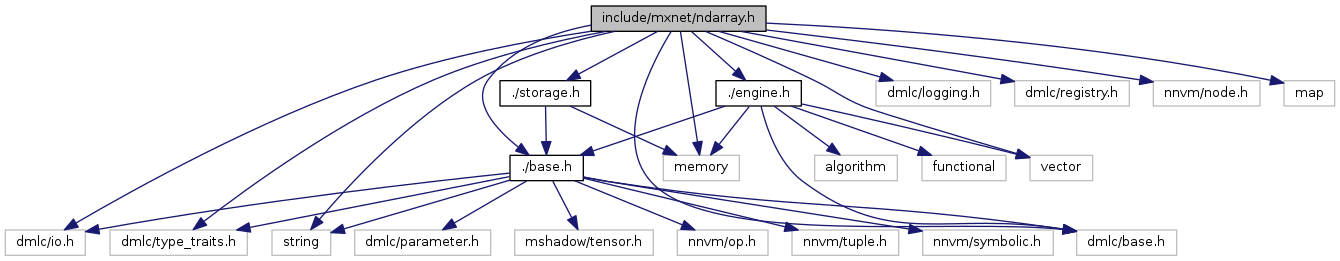 include/mxnet/ndarray.h
./storage.h
./engine.h
dmlc/logging.h
dmlc/registry.h
nnvm/node.h
map
./base.h
memory
algorithm
functional
vector
dmlc/io.h
dmlc/type_traits.h
string
dmlc/parameter.h
mshadow/tensor.h
nnvm/op.h
nnvm/tuple.h
nnvm/symbolic.h
dmlc/base.h